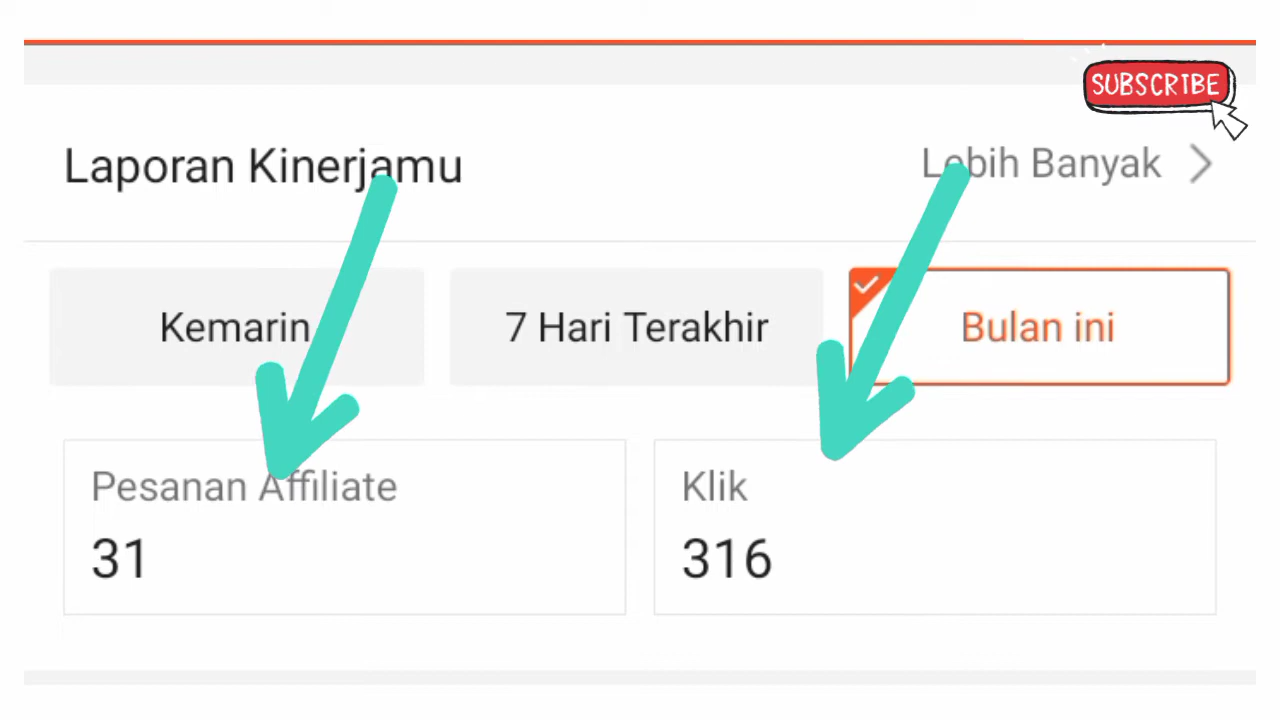 SUBSCRIBE
Laporan Kinerjamu
Lebih Banyak
Kemarin
7 Hari Terakhir
Bulan ini
Pesanan Affiliate
Klik
31
316